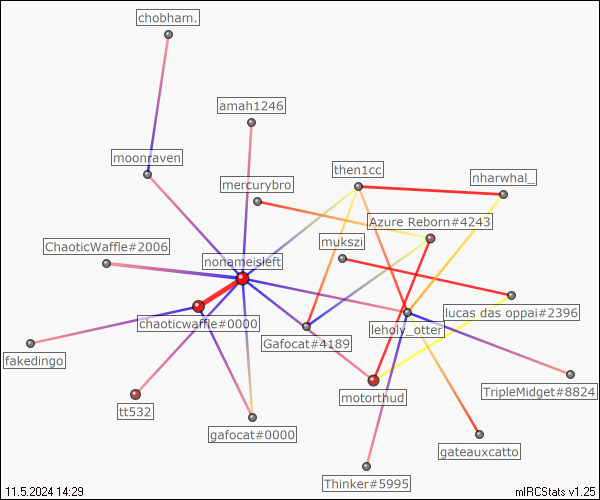 chobham.
amah1246
moonraven
then1cc
nharwhal_
mercurybro
Azure Reborn#4243
mukszi
ChaoticWaffle#2006
nonameisleft
lucas das oppai#2396
chaoticwaffle#0000
leholy_otter
Gafocat#4189
fakedingo
TripleMidget#8824
motorthud
tt532
gafocat#0000
gateauxcatto
Thinker#5995
11.5.2024 14:29
mIRCStats v1.25